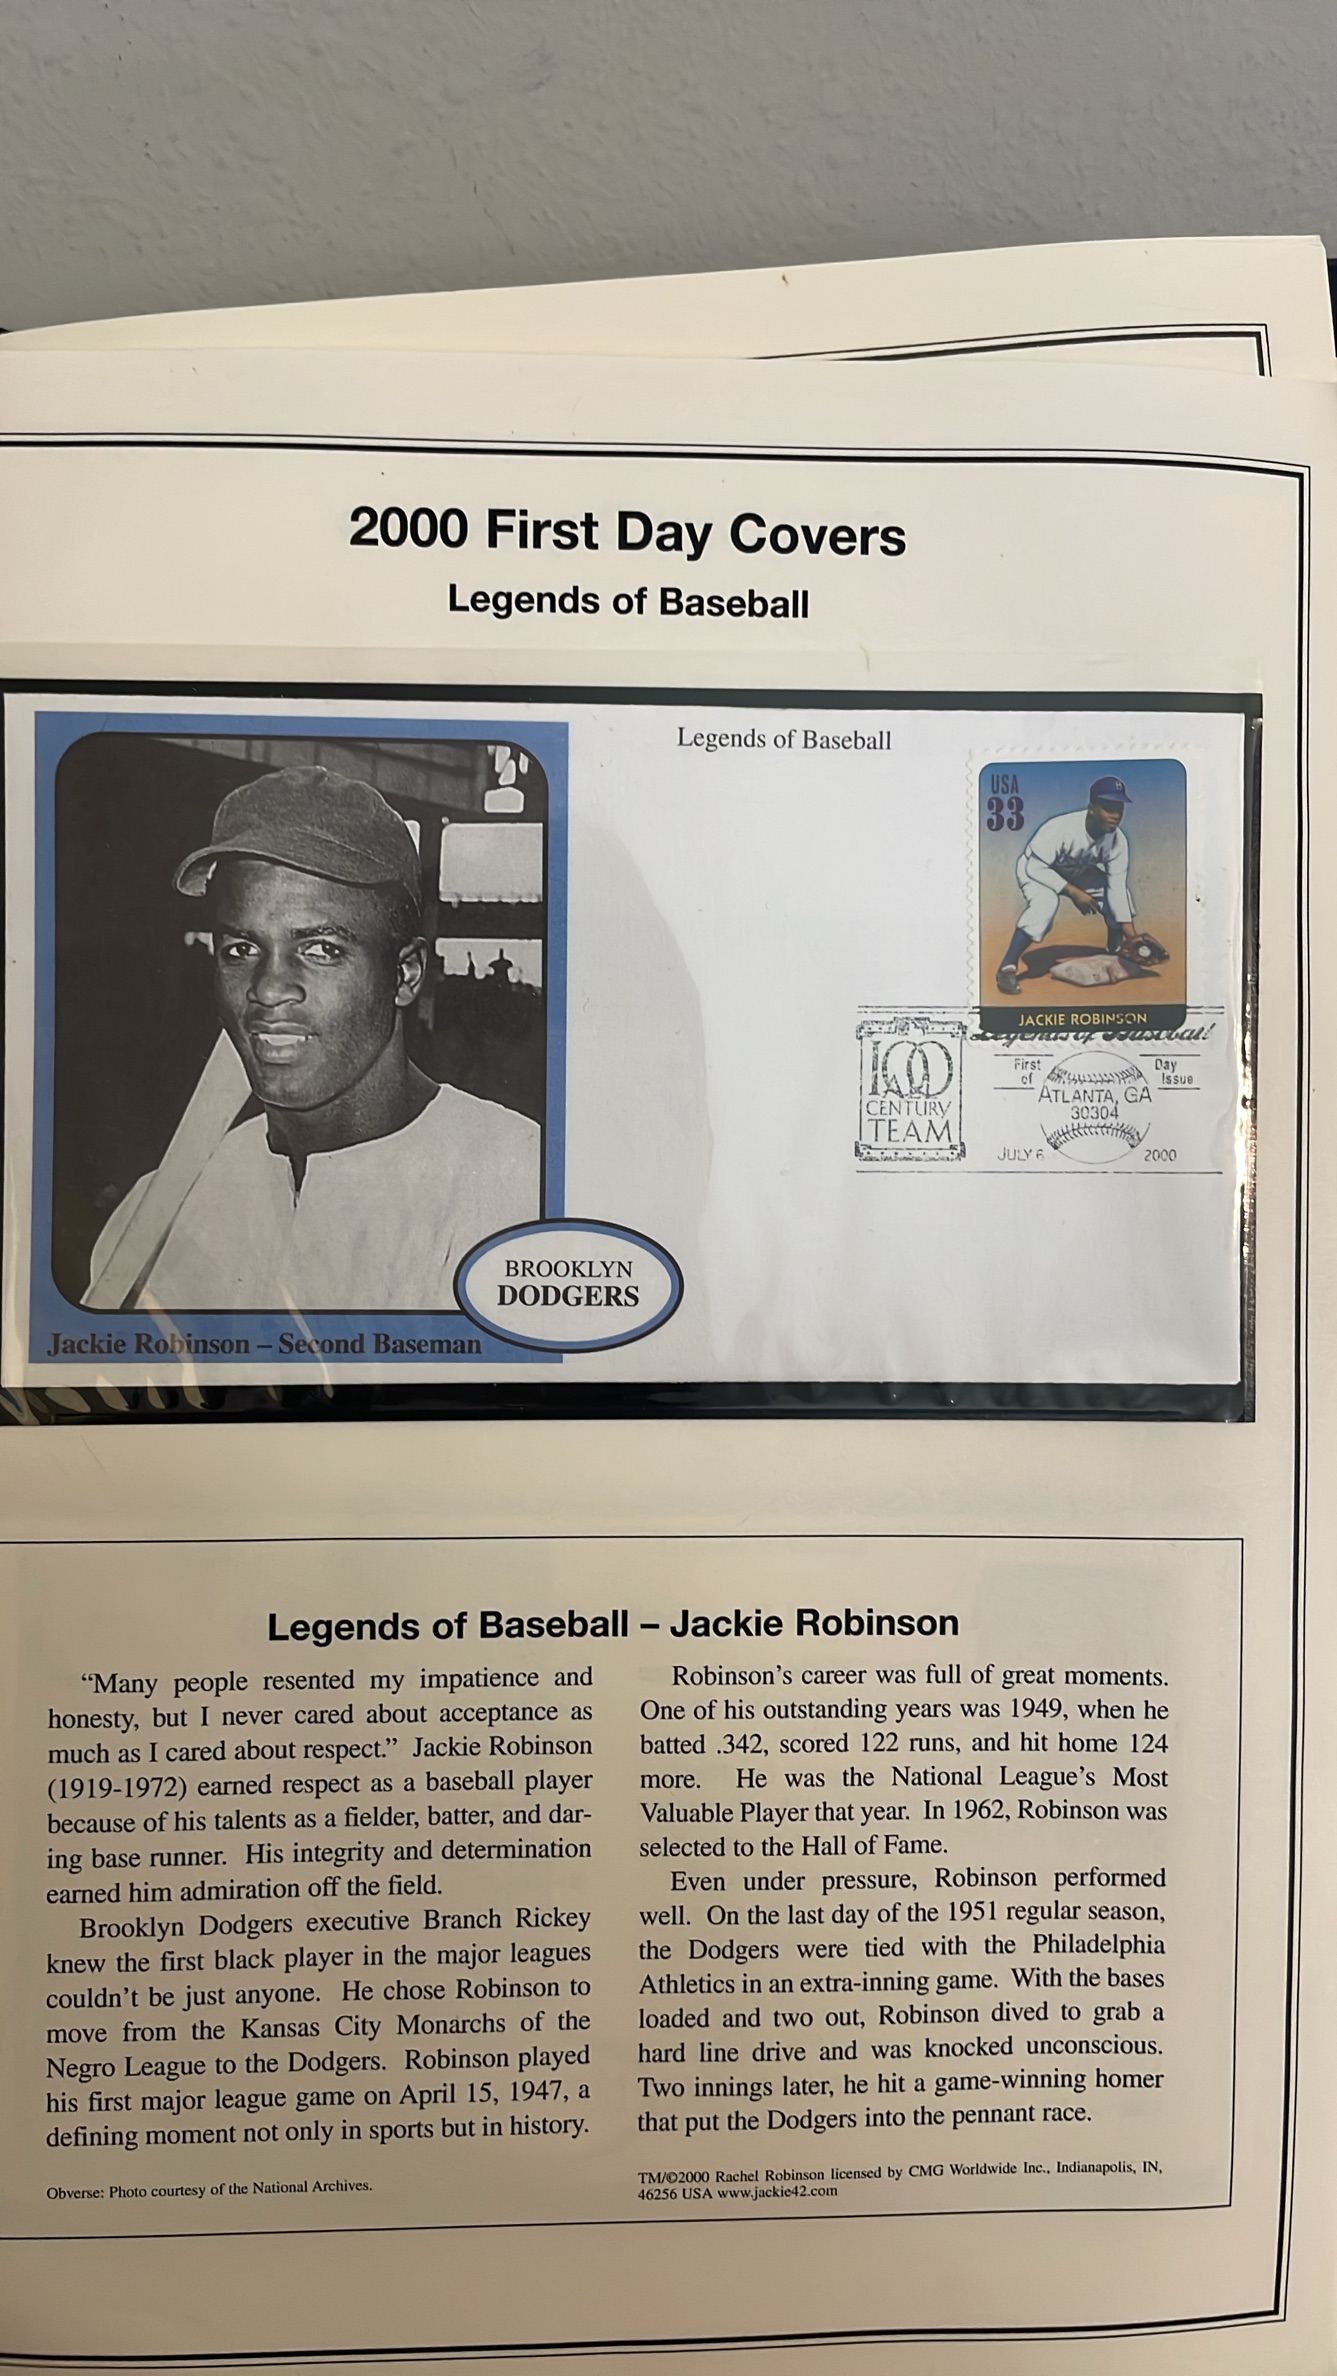 2000 First Day Covers
Legends of Baseball
Legends of Baseball
USA
33
JACKIE ROBINSON
Legends of Baseball
100
CENTURY
TEAM
First
of
Day
Issue
ATLANTA, GA
30304
JULY 6
2000
BROOKLYN
DODGERS
Jackie Robinson – Second Baseman
Legends of Baseball – Jackie Robinson
“Many people resented my impatience and
honesty, but I never cared about acceptance as
much as I cared about respect.” Jackie Robinson
(1919-1972) earned respect as a baseball player
because of his talents as a fielder, batter, and dar-
ing base runner. His integrity and determination
earned him admiration off the field.
Brooklyn Dodgers executive Branch Rickey
knew the first black player in the major leagues
couldn’t be just anyone. He chose Robinson to
move from the Kansas City Monarchs of the
Negro League to the Dodgers. Robinson played
his first major league game on April 15, 1947, a
defining moment not only in sports but in history.
Obverse: Photo courtesy of the National Archives.
Robinson’s career was full of great moments.
One of his outstanding years was 1949, when he
batted .342, scored 122 runs, and hit home 124
more. He was the National League’s Most
Valuable Player that year. In 1962, Robinson was
selected to the Hall of Fame.
Even under pressure, Robinson performed
well. On the last day of the 1951 regular season,
the Dodgers were tied with the Philadelphia
Athletics in an extra-inning game. With the bases
loaded and two out, Robinson dived to grab a
hard line drive and was knocked unconscious.
Two innings later, he hit a game-winning homer
that put the Dodgers into the pennant race.
TM/©2000 Rachel Robinson licensed by CMG Worldwide Inc., Indianapolis, IN,
46256 USA www.jackie42.com